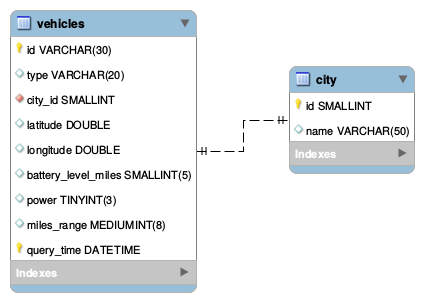 vehicles
id VARCHAR(30)
type VARCHAR(20)
city_id SMALLINT
latitude DOUBLE
longitude DOUBLE
battery_level_miles SMALLINT(5)
power TINYINT(3)
miles_range MEDIUMINT(8)
query_time DATETIME
Indexes
city
id SMALLINT
name VARCHAR(50)
Indexes